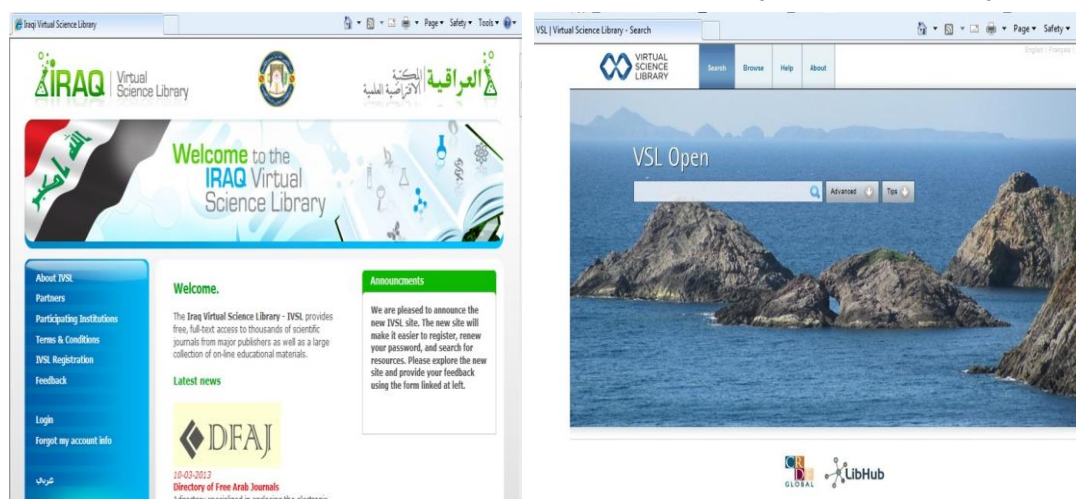 Iraqi Virtual Science Library
Page Safety Tools
IRAQ Virtual
Science Library
العراقية المكتبة
الافتراضية العلمية
Welcome to the
IRAQ Virtual
Science Library
الله اكبر
About IVSL
Partners
Participating Institutions
Terms & Conditions
IVSL Registration
Feedback
Login
Forgot my account info
عربي
Welcome.
The Iraq Virtual Science Library - IVSL provides
free, full-text access to thousands of scientific
journals from major publishers as well as a large
collection of on-line educational materials.
Latest news
DFAJ
10-03-2013
Directory of Free Arab Journals
Announcments
We are pleased to announce the
new IVSL site. The new site will
make it easier to register, renew
your password, and search for
resources. Please explore the new
site and provide your feedback
using the form linked at left.
VSL | Virtual Science Library - Search
Page Safety
VIRTUAL
SCIENCE
LIBRARY
Search Browse Help About
English | Français |
VSL Open
Advanced Tips
CRD
GLOBAL
LibHub